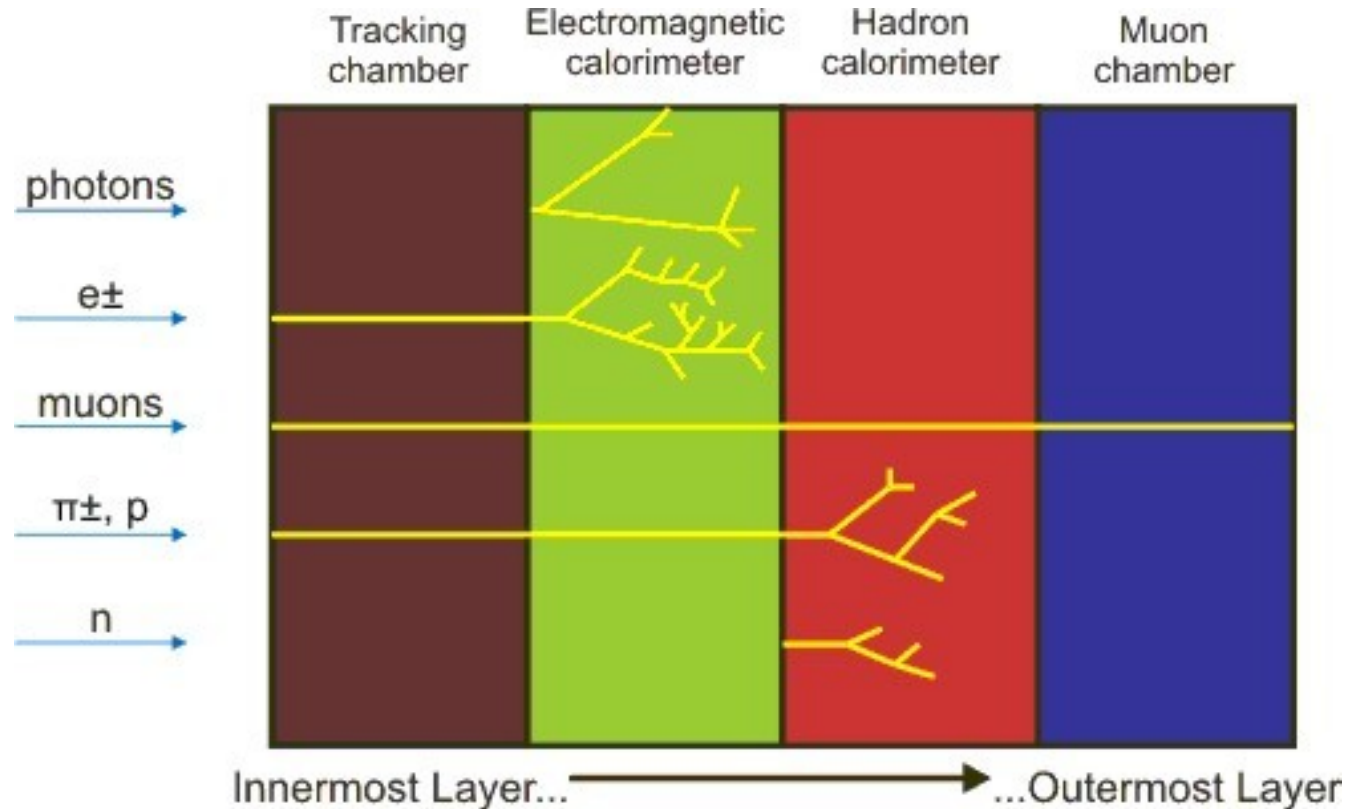 Tracking
chamber
Electromagnetic
calorimeter
Hadron
calorimeter
Muon
chamber
photons
e±
muons
π±, p
n
Innermost Layer...
...Outermost Layer